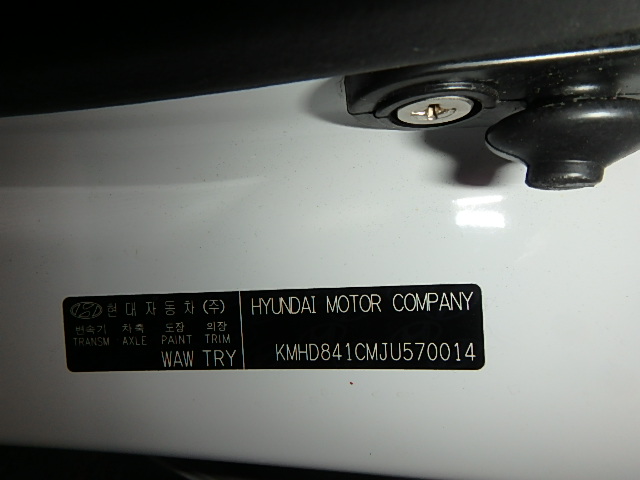 현대자동차(주)
변속기 차축 도장 의장
TRANSM AXLE PAINT TRIM
WAW TRY
HYUNDAI MOTOR COMPANY
KMHD841CMJU570014